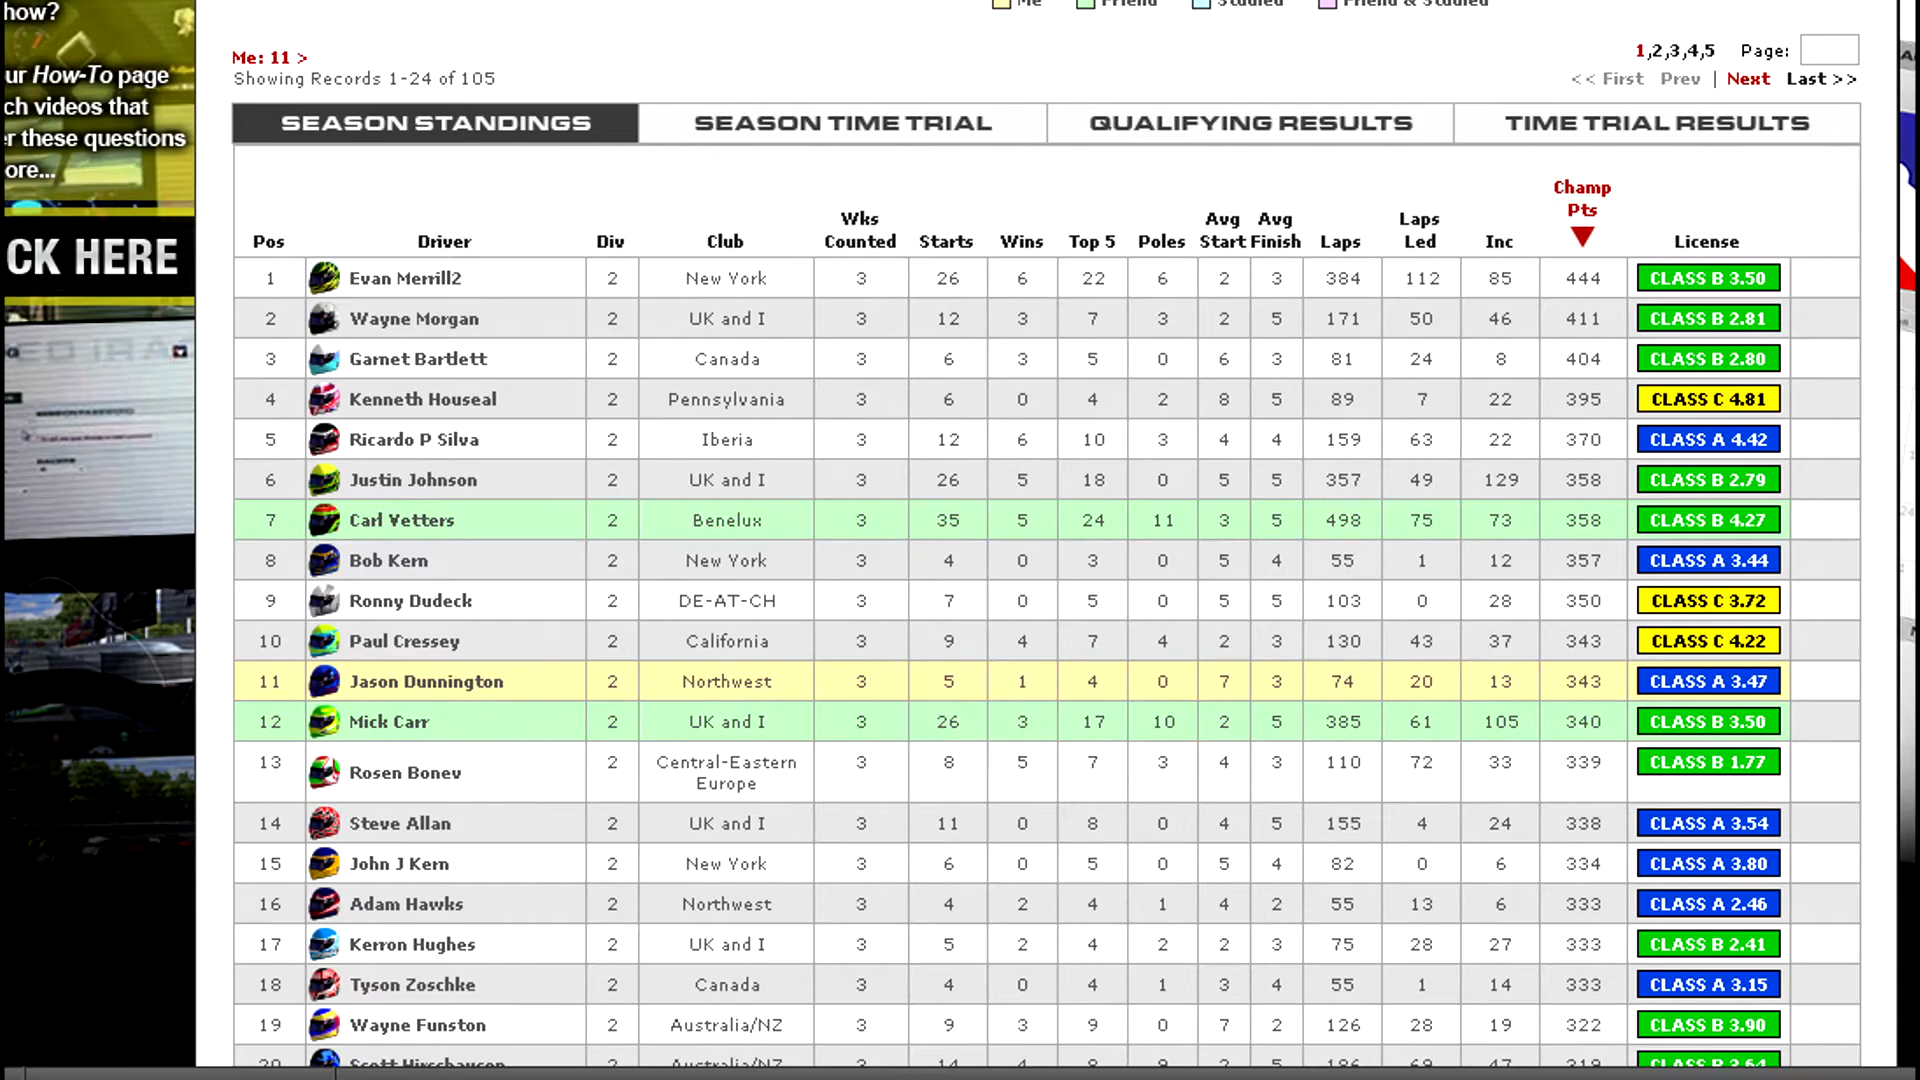 how?
ur How-To page
ch videos that
r these questions
ore...
CK HERE
Me Friend Studied Friend & Studied
Me: 11 >
Showing Records 1-24 of 105
1,2,3,4,5 Page:
<< First Prev | Next Last >>
SEASON STANDINGS SEASON TIME TRIAL QUALIFYING RESULTS TIME TRIAL RESULTS
Pos Driver Div Club Wks Counted Starts Wins Top 5 Poles Avg Start Avg Finish Laps Laps Led Inc Champ Pts License
1 Evan Merrill2 2 New York 3 26 6 22 6 2 3 384 112 85 444 CLASS B 3.50
2 Wayne Morgan 2 UK and I 3 12 3 7 3 2 5 171 50 46 411 CLASS B 2.81
3 Garnet Bartlett 2 Canada 3 6 3 5 0 6 3 81 24 8 404 CLASS B 2.80
4 Kenneth Houseal 2 Pennsylvania 3 6 0 4 2 8 5 89 7 22 395 CLASS C 4.81
5 Ricardo P Silva 2 Iberia 3 12 6 10 3 4 4 159 63 22 370 CLASS A 4.42
6 Justin Johnson 2 UK and I 3 26 5 18 0 5 5 357 49 129 358 CLASS B 2.79
7 Carl Vetters 2 Benelux 3 35 5 24 11 3 5 498 75 73 358 CLASS B 4.27
8 Bob Kern 2 New York 3 4 0 3 0 5 4 55 1 12 357 CLASS A 3.44
9 Ronny Dudeck 2 DE-AT-CH 3 7 0 5 0 5 5 103 0 28 350 CLASS C 3.72
10 Paul Cressey 2 California 3 9 4 7 4 2 3 130 43 37 343 CLASS C 4.22
11 Jason Dunnington 2 Northwest 3 5 1 4 0 7 3 74 20 13 343 CLASS A 3.47
12 Mick Carr 2 UK and I 3 26 3 17 10 2 5 385 61 105 340 CLASS B 3.50
13 Rosen Bonev 2 Central-Eastern Europe 3 8 5 7 3 4 3 110 72 33 339 CLASS B 1.77
14 Steve Allan 2 UK and I 3 11 0 8 0 4 5 155 4 24 338 CLASS A 3.54
15 John J Kern 2 New York 3 6 0 5 0 5 4 82 0 6 334 CLASS A 3.80
16 Adam Hawks 2 Northwest 3 4 2 4 1 4 2 55 13 6 333 CLASS A 2.46
17 Kerron Hughes 2 UK and I 3 5 2 4 2 2 3 75 28 27 333 CLASS B 2.41
18 Tyson Zoschke 2 Canada 3 4 0 4 1 3 4 55 1 14 333 CLASS A 3.15
19 Wayne Funston 2 Australia/NZ 3 9 3 9 0 7 2 126 28 19 322 CLASS B 3.90
20 Scott 2 Australia/NZ 3 14 4 8 9 2 5